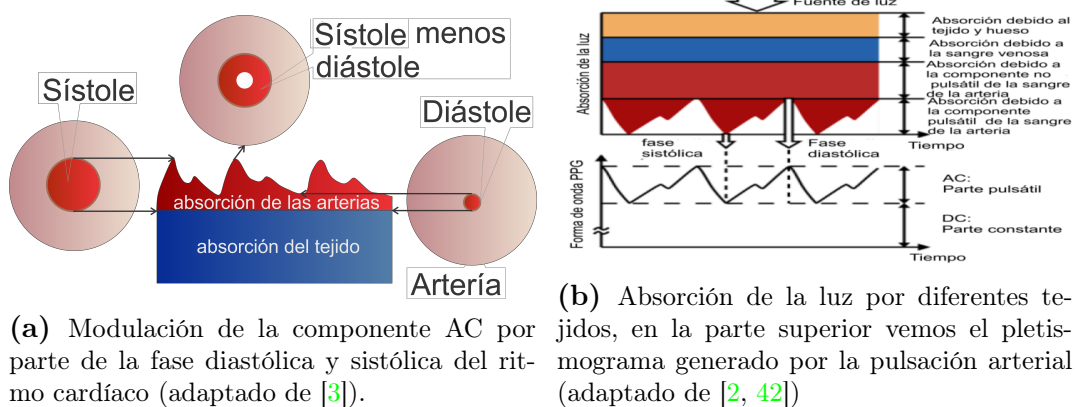 Sístole menos
diástole
Sístole
Diástole
absorción de las arterias
absorción del tejido
Artería
(a) Modulación de la componente AC por
parte de la fase diastólica y sistólica del rit-
mo cardíaco (adaptado de [3]).
Fuente de luz
Absorción de la luz
Absorción debido al
tejido y hueso
Absorción debido a
la sangre venosa
Absorción debido a
la componente no
pulsátil de la sangre
de la arteria
Absorción debido a
la componente
pulsátil de la sangre
de la arteria
Tiempo
fase
sistólica
Fase
diastólica
Forma de onda PPG
AC:
Parte pulsátil
DC:
Parte constante
Tiempo
(b) Absorción de la luz por diferentes te-
jidos, en la parte superior vemos el pletis-
mograma generado por la pulsación arterial
(adaptado de [2, 42])